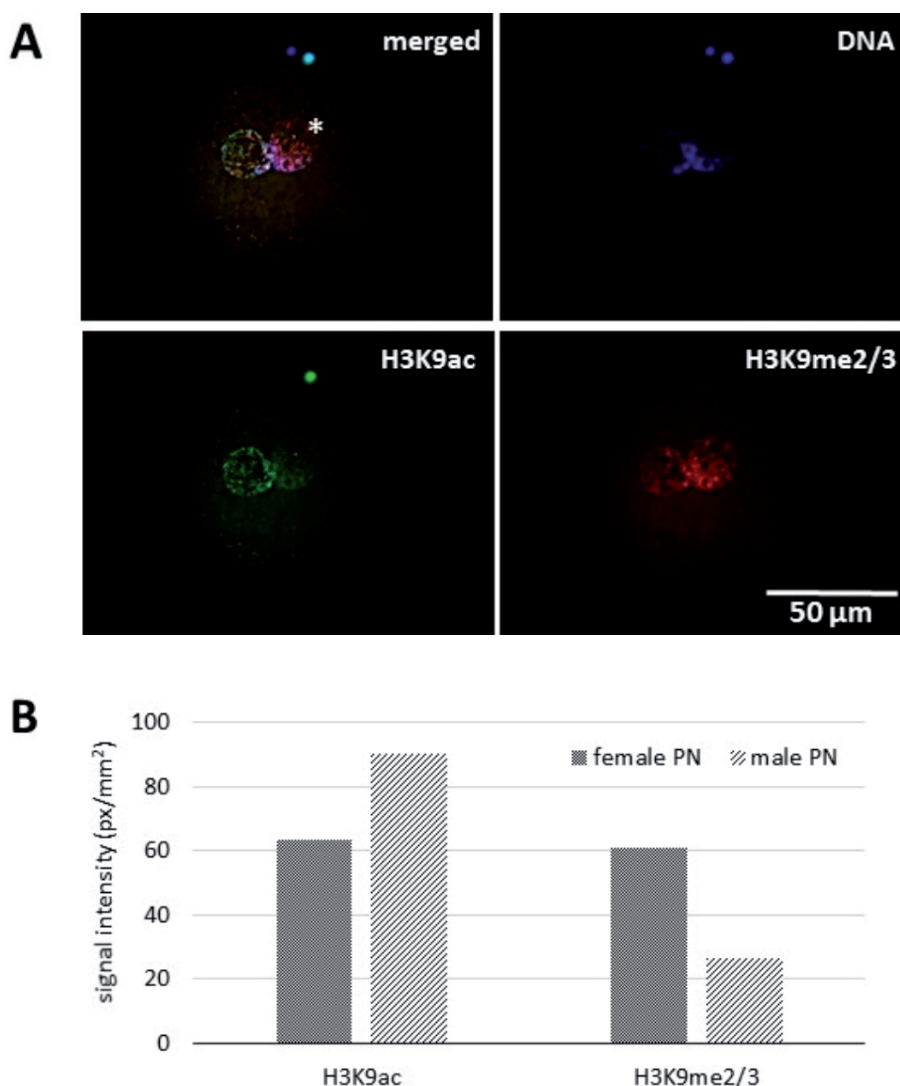 A
merged
DNA
*
H3K9ac
H3K9me2/3
50 µm
B
signal intensity (px/mm²)
100
80
60
40
20
0
female PN
male PN
H3K9ac
H3K9me2/3